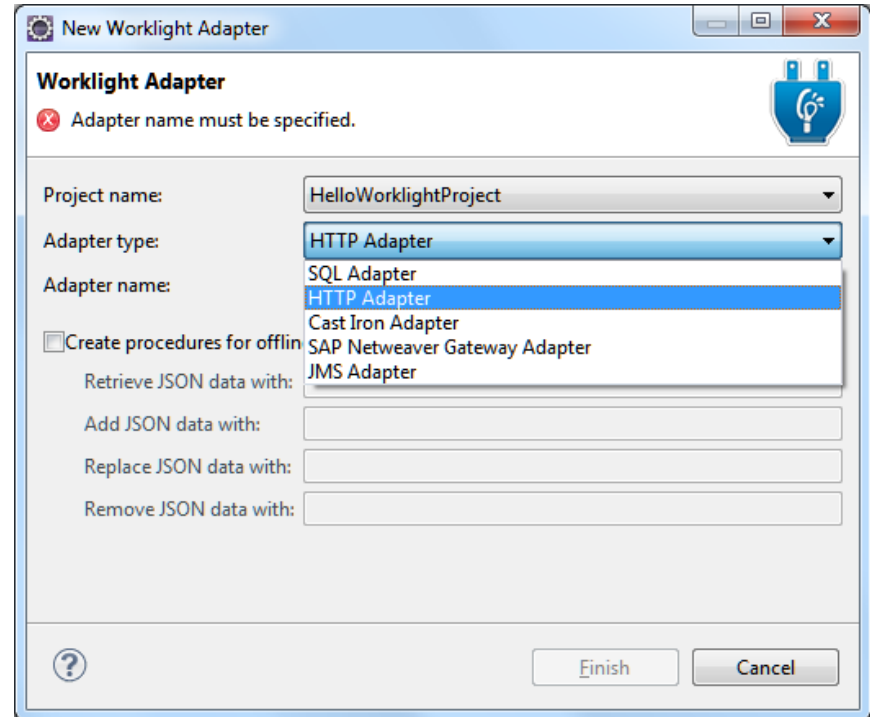 New Worklight Adapter
Worklight Adapter
Adapter name must be specified.
Project name: HelloWorklightProject
Adapter type: HTTP Adapter
Adapter name:
SQL Adapter
HTTP Adapter
Cast Iron Adapter
SAP Netweaver Gateway Adapter
JMS Adapter
Create procedures for offlin
Retrieve JSON data with:
Add JSON data with:
Replace JSON data with:
Remove JSON data with:
?
Finish Cancel